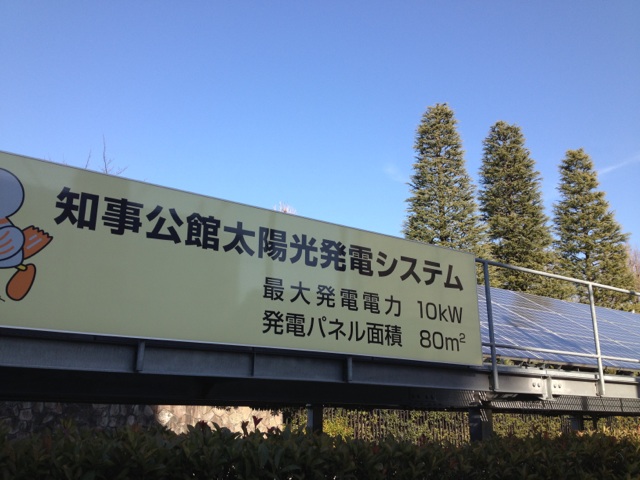 知事公館太陽光発電システム
最大発電電力 10kW
発電パネル面積 80m²